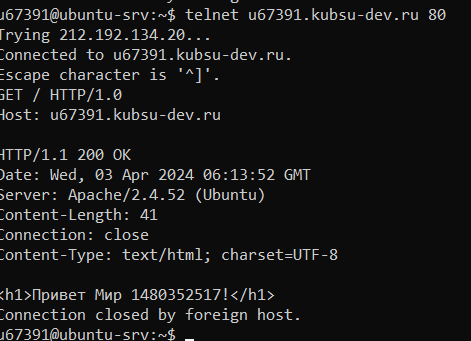 u67391@ubuntu-srv:~$ telnet u67391.kubsu-dev.ru 80
Trying 212.192.134.20...
Connected to u67391.kubsu-dev.ru.
Escape character is '^]'.
GET / HTTP/1.0
Host: u67391.kubsu-dev.ru

HTTP/1.1 200 OK
Date: Wed, 03 Apr 2024 06:13:52 GMT
Server: Apache/2.4.52 (Ubuntu)
Content-Length: 41
Connection: close
Content-Type: text/html; charset=UTF-8

<h1>Привет Мир 1480352517!</h1>
Connection closed by foreign host.
u67391@ubuntu-srv:~$